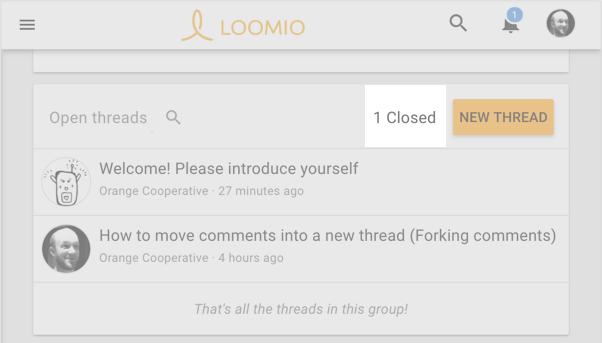 LOOMIO
1
Open threads
1 Closed
NEW THREAD
Welcome! Please introduce yourself
Orange Cooperative · 27 minutes ago
How to move comments into a new thread (Forking comments)
Orange Cooperative · 4 hours ago
That's all the threads in this group!